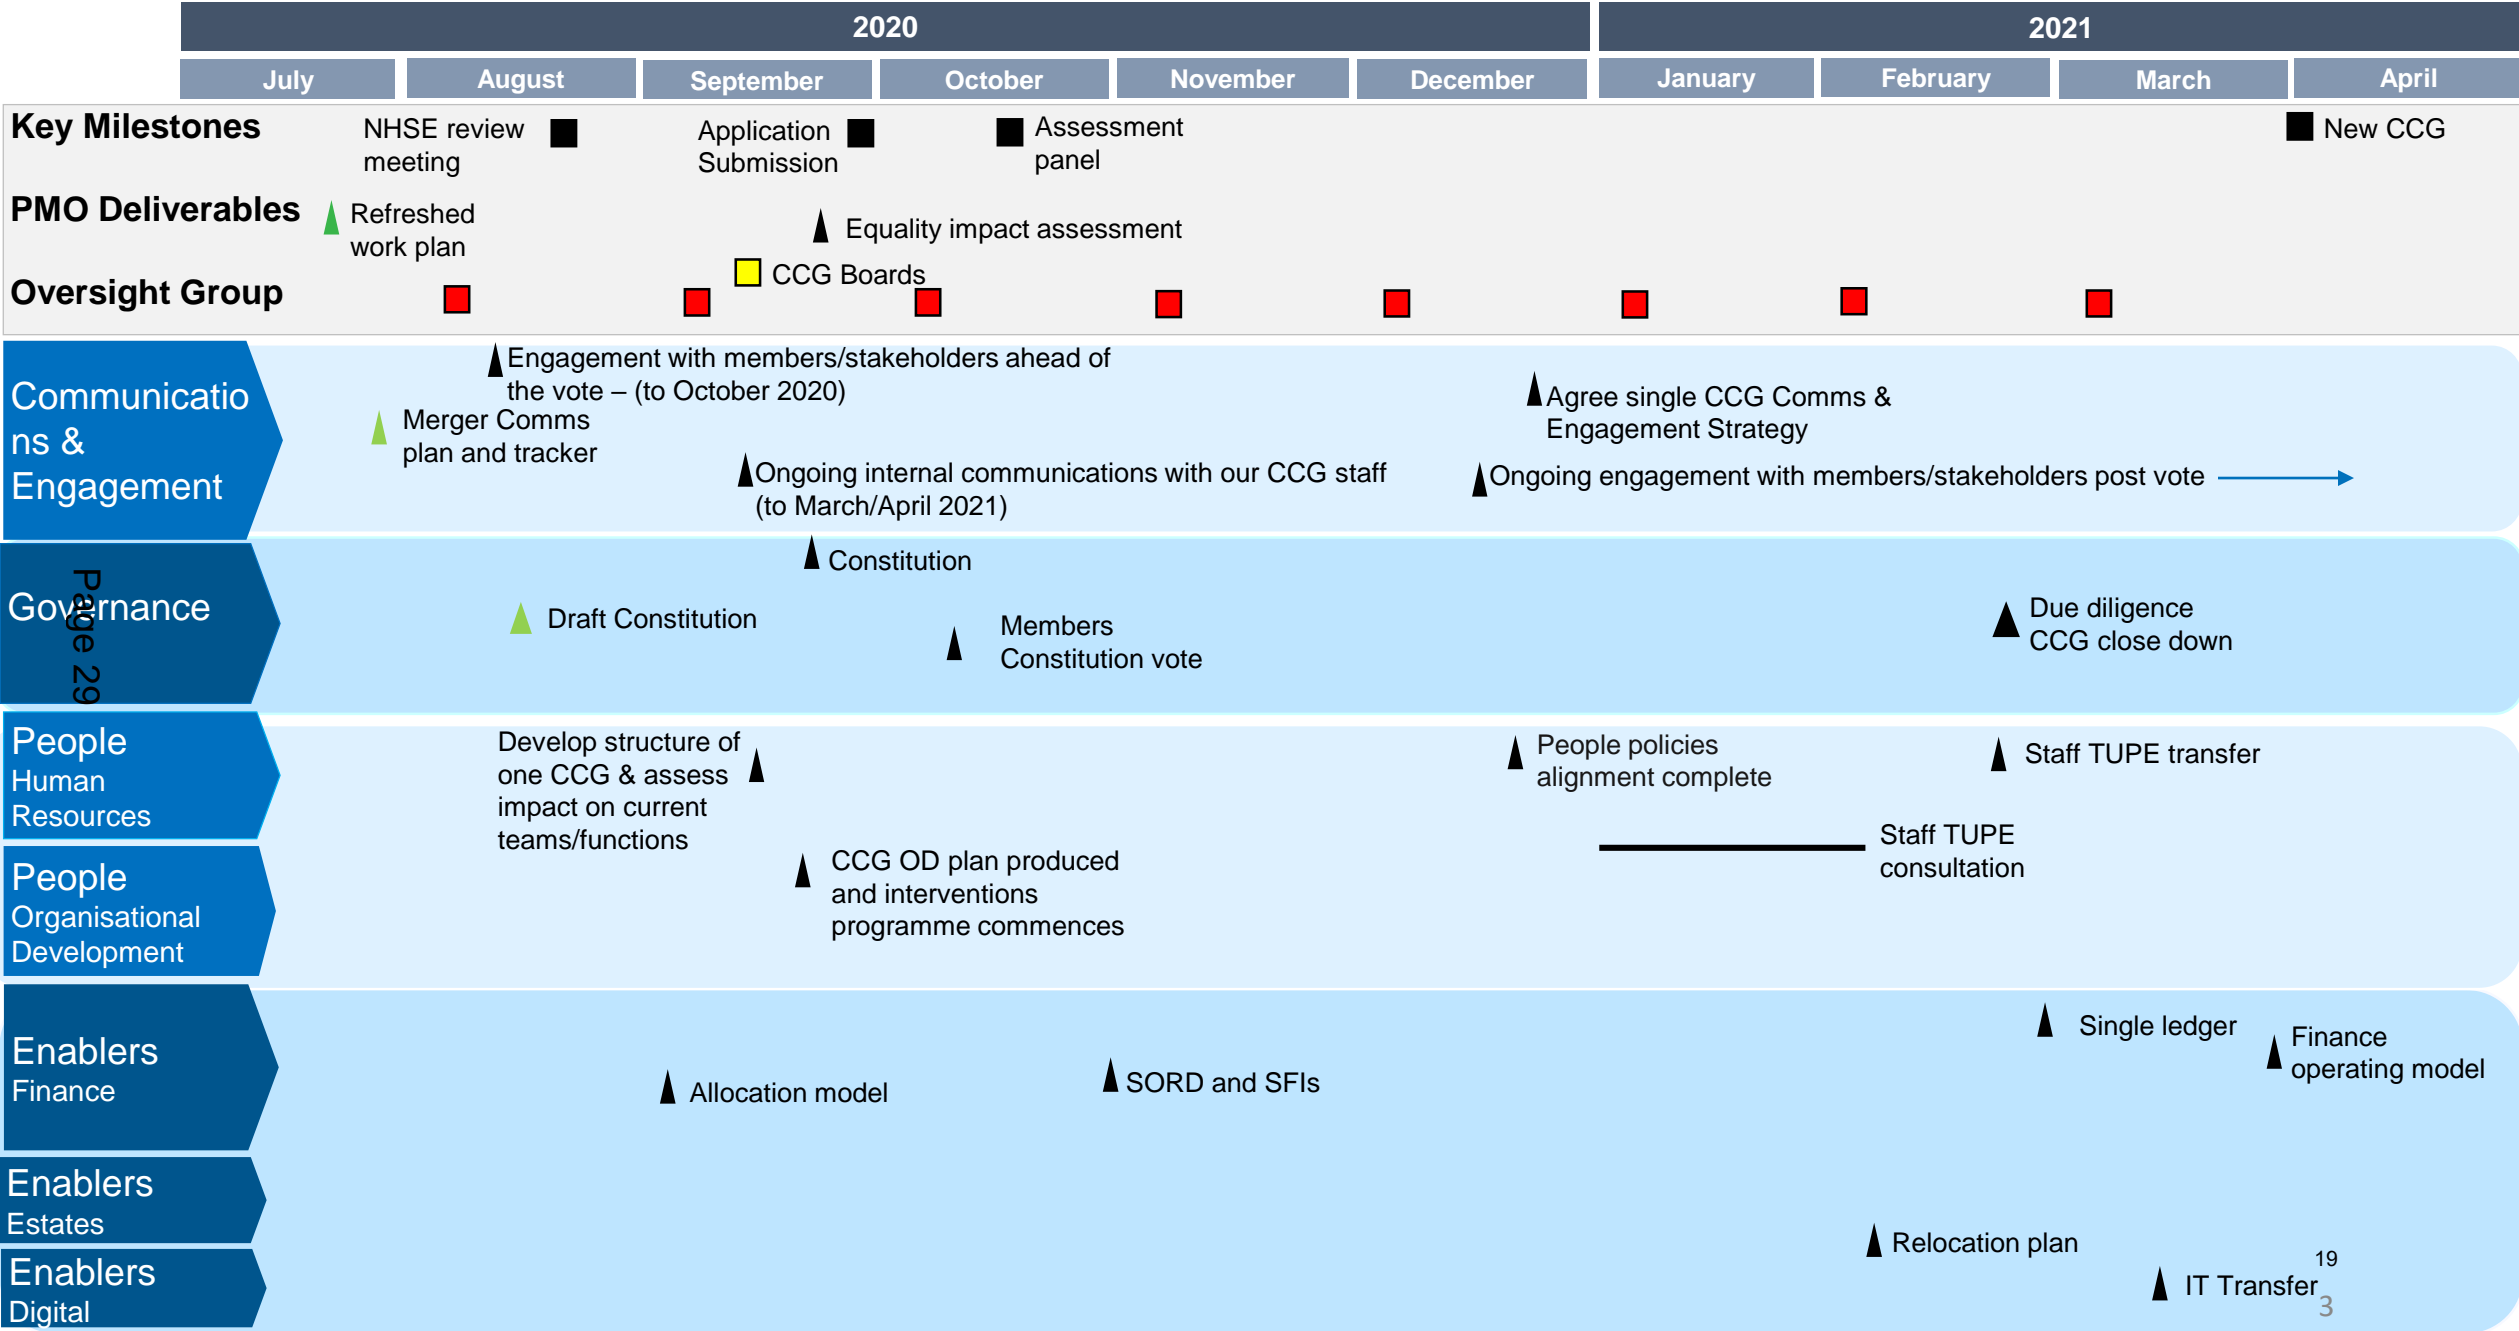 2020
2021
July
August
September
October
November
December
January
February
March
April
Key Milestones
NHSE review
meeting
Application
Submission
Assessment
panel
New CCG
PMO Deliverables
Refreshed
work plan
Equality impact assessment
CCG Boards
Oversight Group
Communicatio
ns &
Engagement
Engagement with members/stakeholders ahead of
the vote – (to October 2020)
Merger Comms
plan and tracker
Ongoing internal communications with our CCG staff
(to March/April 2021)
Agree single CCG Comms &
Engagement Strategy
Ongoing engagement with members/stakeholders post vote
Governance
Page 29
Constitution
Draft Constitution
Members
Constitution vote
Due diligence
CCG close down
People
Human
Resources
Develop structure of
one CCG & assess
impact on current
teams/functions
People policies
alignment complete
Staff TUPE transfer
People
Organisational
Development
CCG OD plan produced
and interventions
programme commences
Staff TUPE
consultation
Enablers
Finance
Allocation model
SORD and SFIs
Single ledger
Finance
operating model
Enablers
Estates
Relocation plan
Enablers
Digital
IT Transfer
19
3